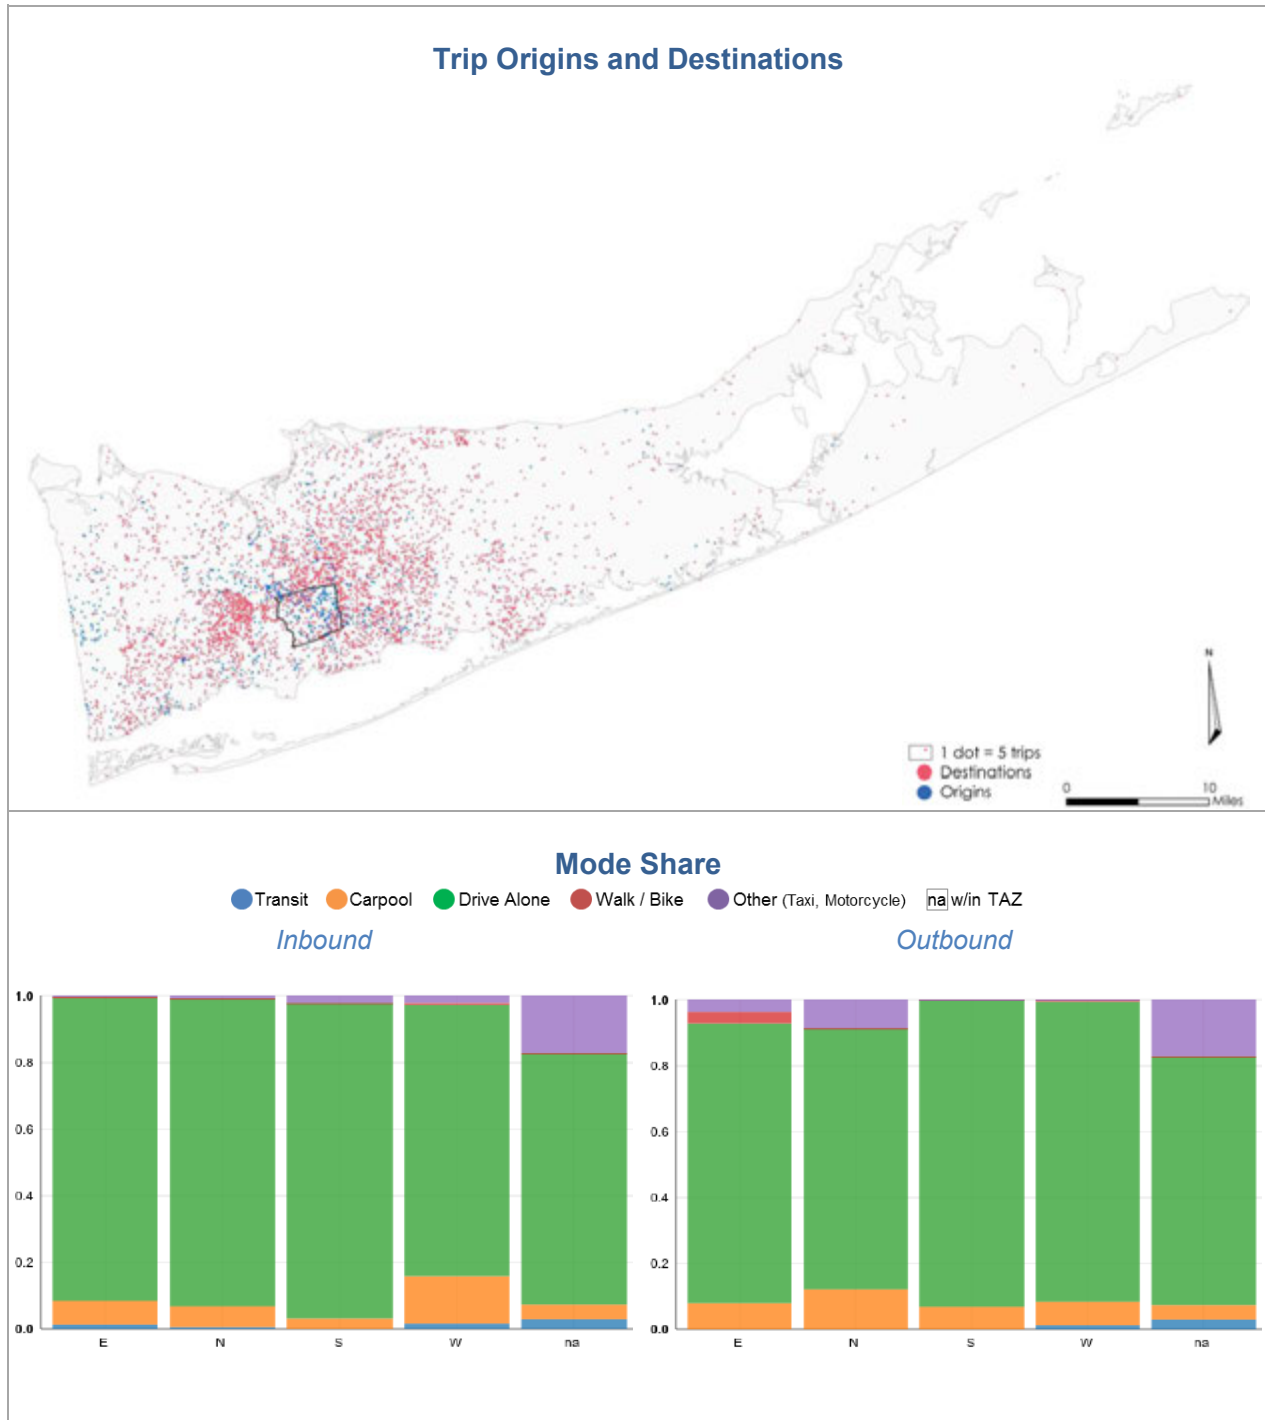 Trip Origins and Destinations
N
1 dot = 5 trips
Destinations
Origins
0 10
Miles
Mode Share
Transit Carpool Drive Alone Walk / Bike Other (Taxi, Motorcycle) na w/in TAZ
Inbound Outbound
1.0
0.8
0.6
0.4
0.2
0.0
E N S W na
1.0
0.8
0.6
0.4
0.2
0.0
E N S W na